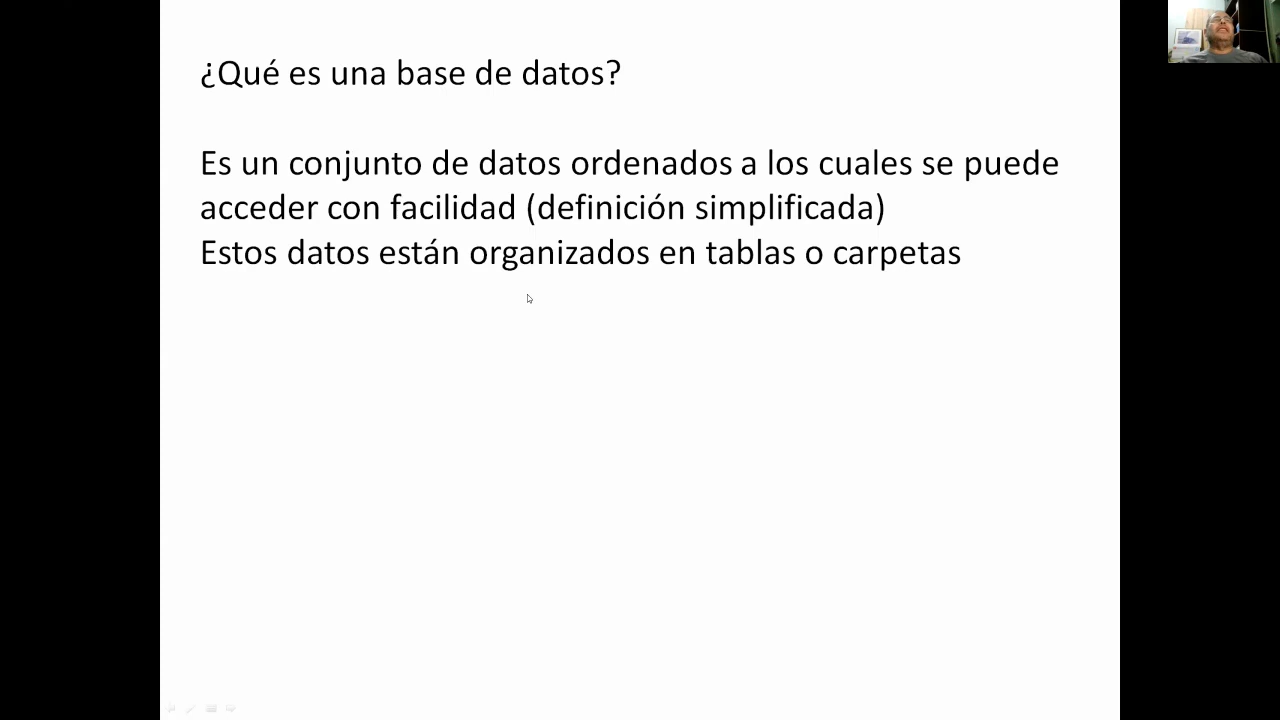 ¿Qué es una base de datos?
Es un conjunto de datos ordenados a los cuales se puede
acceder con facilidad (definición simplificada)
Estos datos están organizados en tablas o carpetas